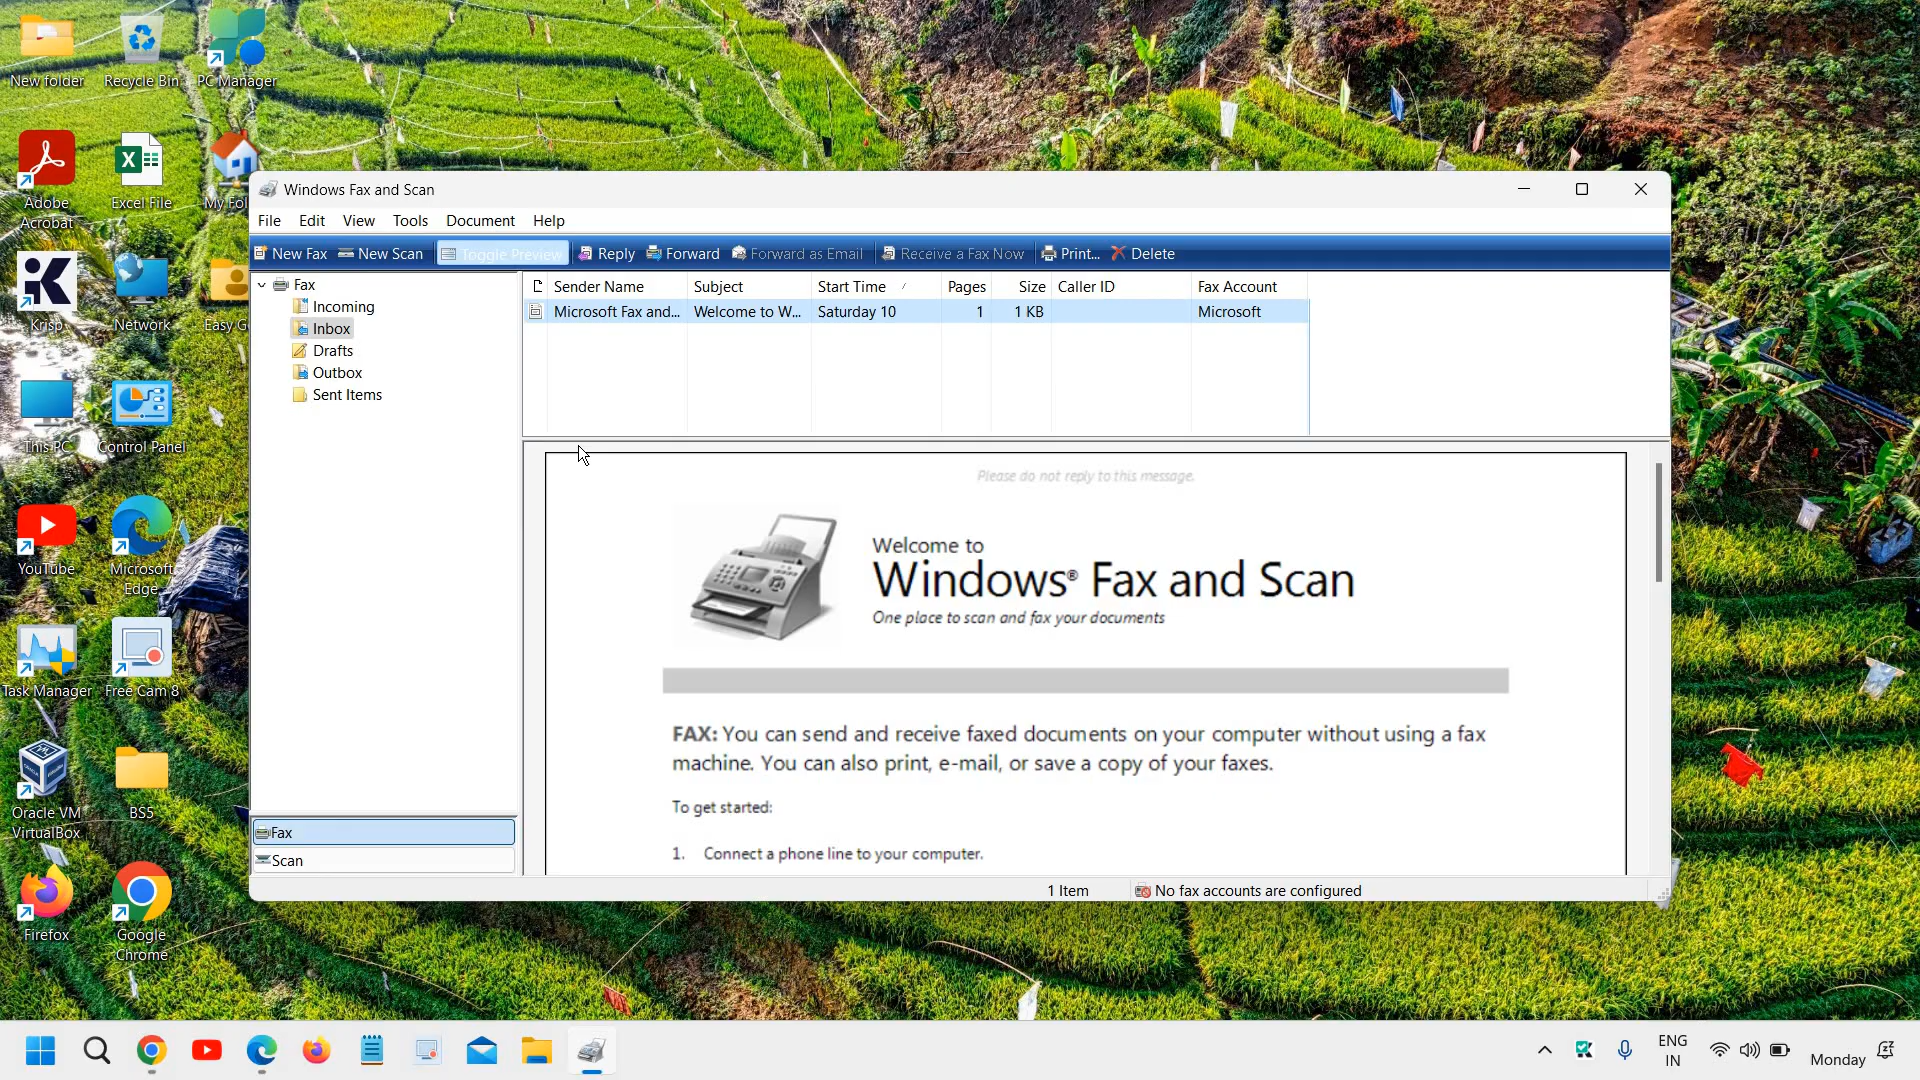 New folder
Recycle Bin
PC Manager
Adobe
Acrobat
Excel File
My Fol
Krisp
Network
Easy G
This PC
Control Panel
YouTube
Microsoft
Edge
Task Manager
Free Cam 8
Oracle VM
VirtualBox
BS5
Firefox
Google
Chrome
Windows Fax and Scan
File Edit View Tools Document Help
New Fax New Scan Toggle Preview Reply Forward Forward as Email Receive a Fax Now Print... Delete
Fax
Incoming
Inbox
Drafts
Outbox
Sent Items
Fax
Scan
Sender Name Subject Start Time Pages Size Caller ID Fax Account
Microsoft Fax and... Welcome to W... Saturday 10 1 1 KB Microsoft
Please do not reply to this message.
Welcome to
Windows® Fax and Scan
One place to scan and fax your documents
FAX: You can send and receive faxed documents on your computer without using a fax
machine. You can also print, e-mail, or save a copy of your faxes.
To get started:
1. Connect a phone line to your computer.
1 Item No fax accounts are configured
ENG
IN
Monday